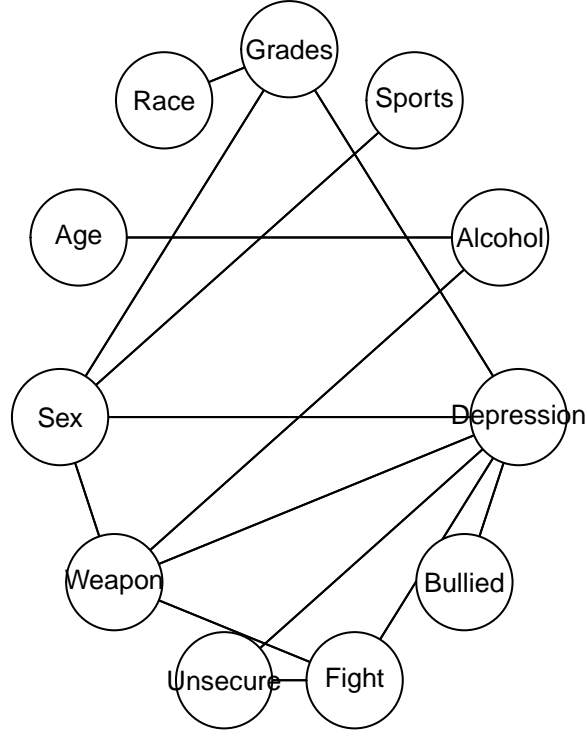 Grades
Race
Sports
Age
Alcohol
Sex
Depression
Weapon
Bullied
Unsecure
Fight